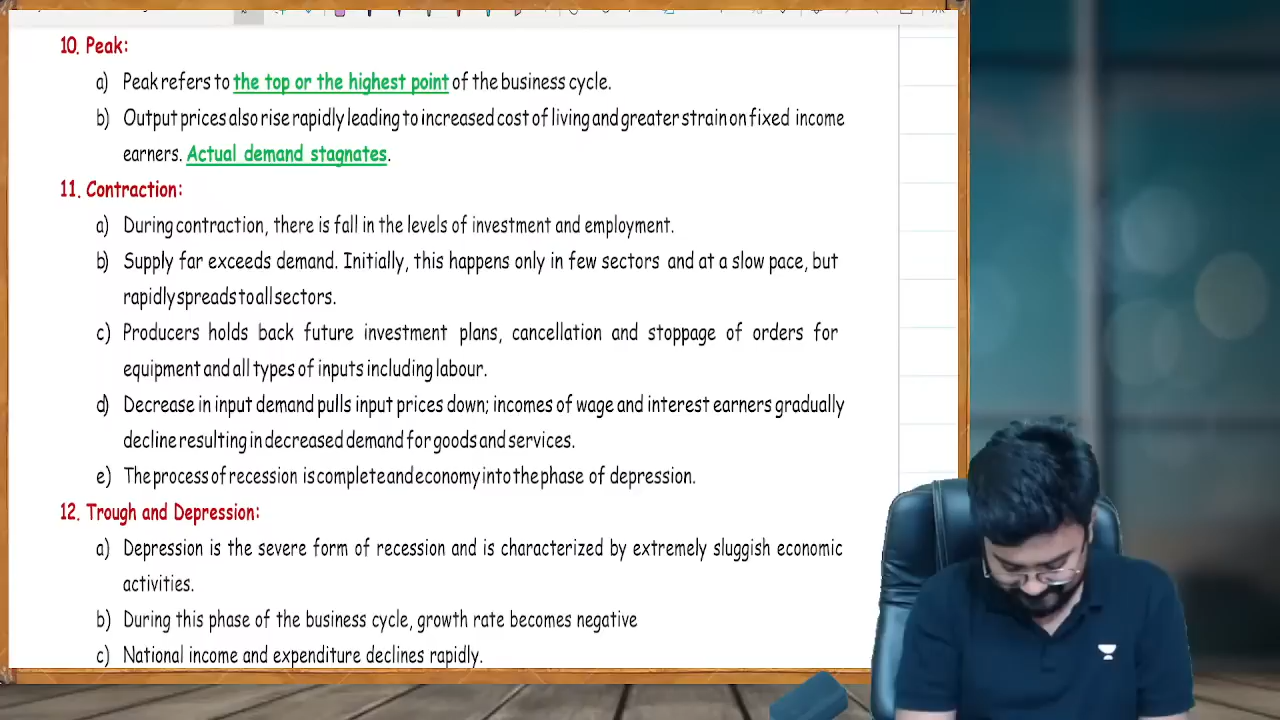 10. Peak:
a) Peak refers to the top or the highest point of the business cycle.
b) Output prices also rise rapidly leading to increased cost of living and greater strain on fixed income
earners. Actual demand stagnates.
11. Contraction:
a) During contraction, there is fall in the levels of investment and employment.
b) Supply far exceeds demand. Initially, this happens only in few sectors and at a slow pace, but
rapidly spreads to all sectors.
c) Producers holds back future investment plans, cancellation and stoppage of orders for
equipment and all types of inputs including labour.
d) Decrease in input demand pulls input prices down; incomes of wage and interest earners gradually
decline resulting in decreased demand for goods and services.
e) The process of recession is complete and economy into the phase of depression.
12. Trough and Depression:
a) Depression is the severe form of recession and is characterized by extremely sluggish economic
activities.
b) During this phase of the business cycle, growth rate becomes negative
c) National income and expenditure declines rapidly.